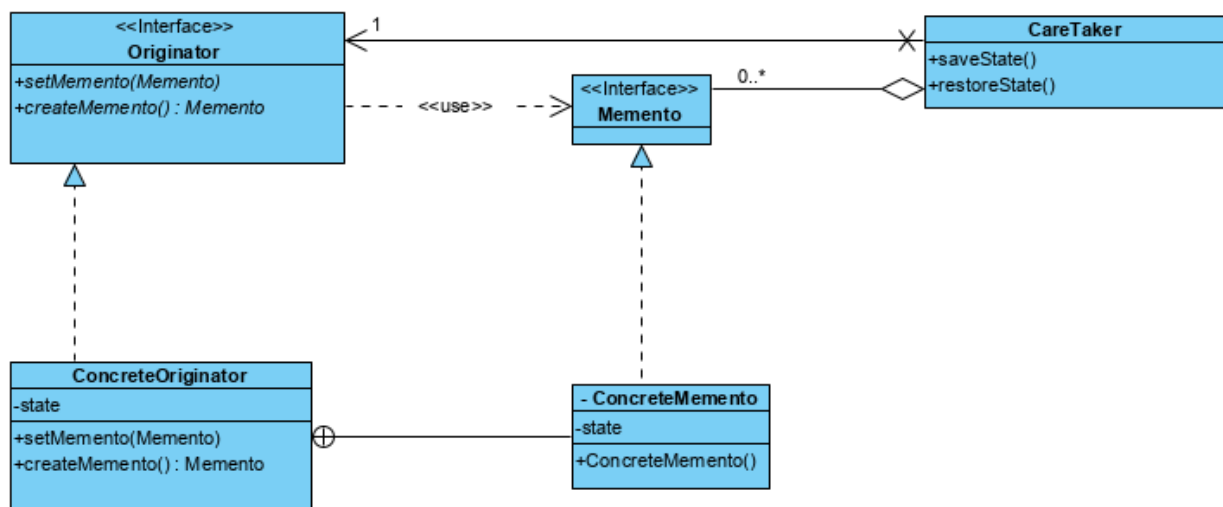 <<Interface>>
Originator
+setMemento(Memento)
+createMemento() : Memento
1
<<use>>
<<Interface>>
Memento
0..*
CareTaker
+saveState()
+restoreState()
ConcreteOriginator
-state
+setMemento(Memento)
+createMemento() : Memento
- ConcreteMemento
-state
+ConcreteMemento()